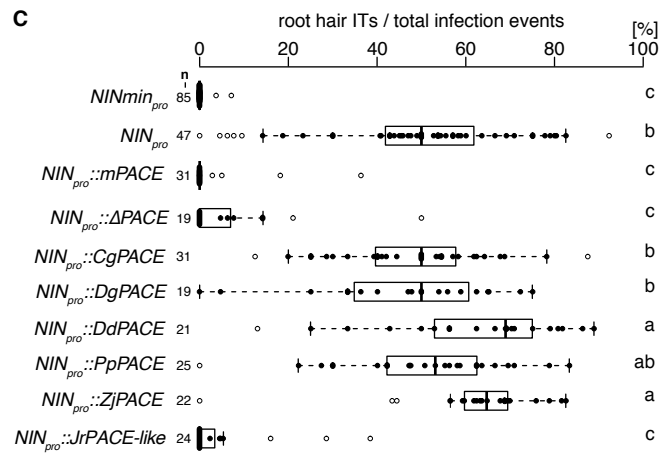 C
root hair ITs / total infection events
[%]
0 20 40 60 80 100
n
NINmin_pro 85 c
NIN_pro 47 b
NIN_pro::mPACE 31 c
NIN_pro::ΔPACE 19 c
NIN_pro::CgPACE 31 b
NIN_pro::DgPACE 19 b
NIN_pro::DdPACE 21 a
NIN_pro::PpPACE 25 ab
NIN_pro::ZjPACE 22 a
NIN_pro::JrPACE-like 24 c